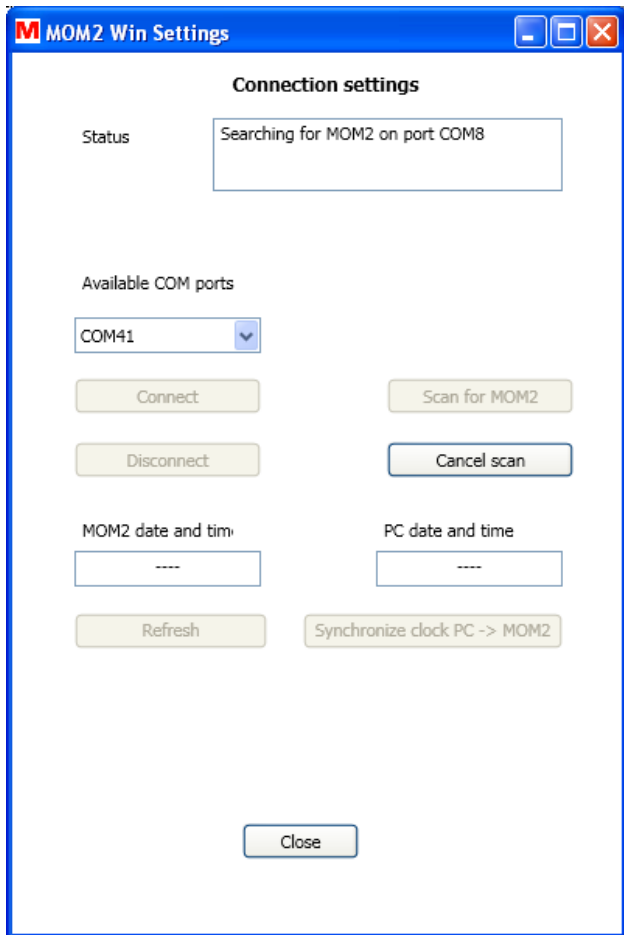 M MOM2 Win Settings
Connection settings
Status
Searching for MOM2 on port COM8
Available COM ports
COM41
Connect
Scan for MOM2
Disconnect
Cancel scan
MOM2 date and tim
PC date and time
----
----
Refresh
Synchronize clock PC -> MOM2
Close